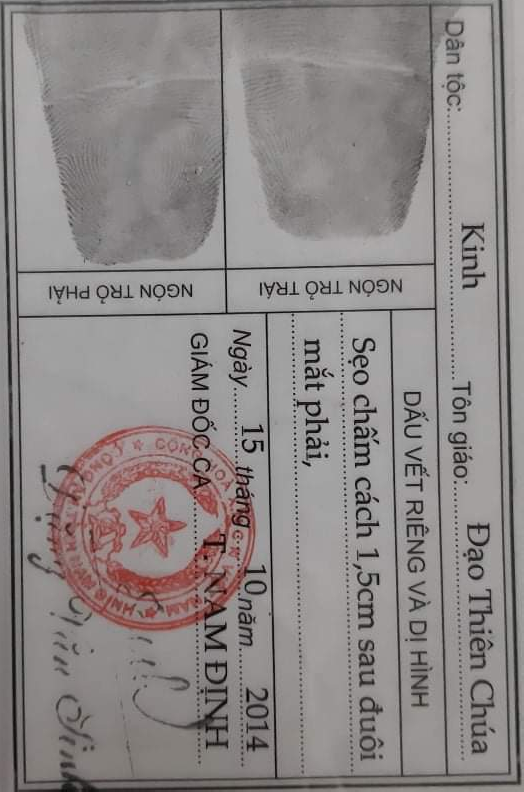 Dân tộc: Kinh Tôn giáo: Đạo Thiên Chúa
DẤU VẾT RIÊNG VÀ DỊ HÌNH
NGÓN TRỎ TRÁI
Sẹo chấm cách 1,5cm sau đuôi
mắt phải,
NGÓN TRỎ PHẢI
Ngày 15 tháng 10 năm 2014
GIÁM ĐỐC CA. T. NAM ĐỊNH
CỘNG HOÀ